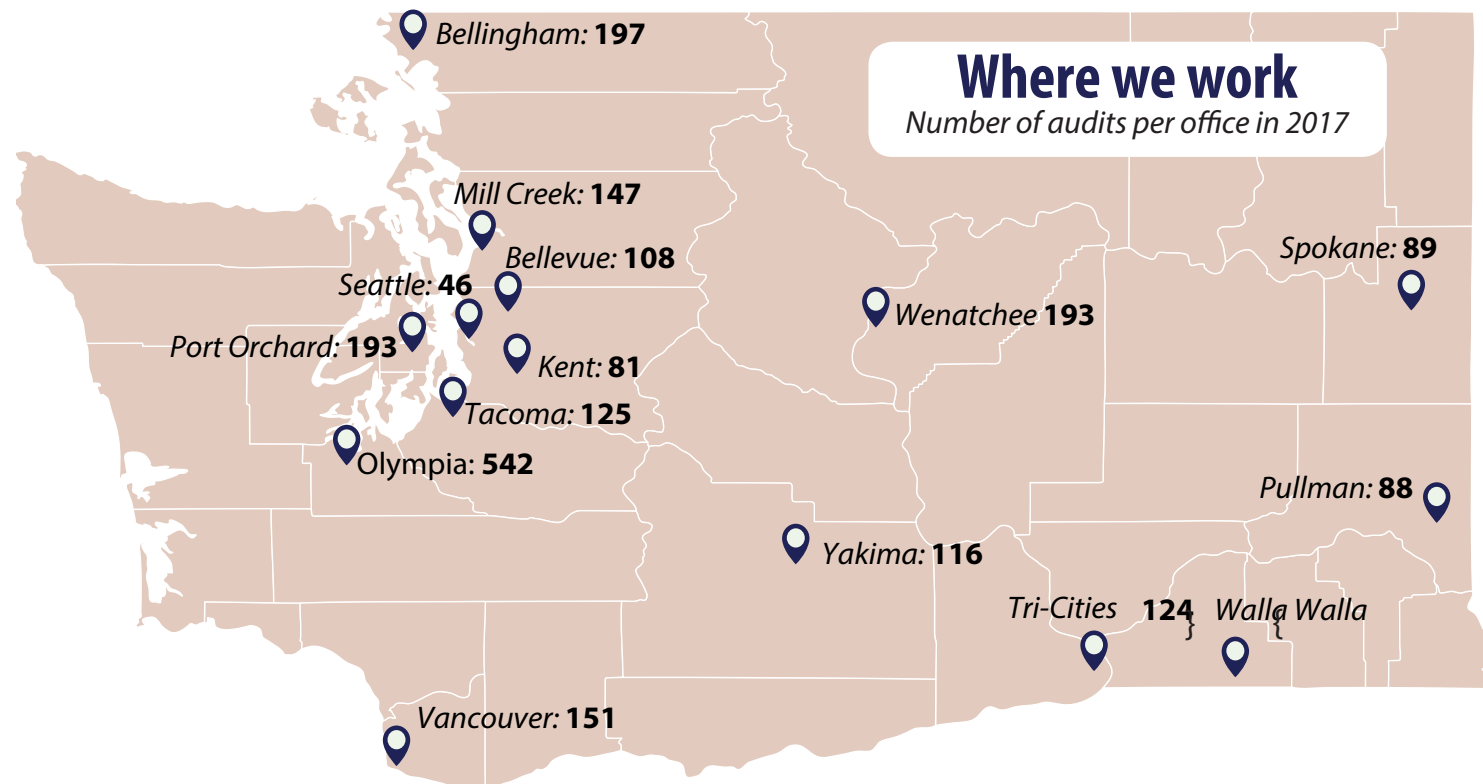 Bellingham: 197
Where we work
Number of audits per office in 2017
Mill Creek: 147
Bellevue: 108
Spokane: 89
Seattle: 46
Wenatchee 193
Port Orchard: 193
Kent: 81
Tacoma: 125
Olympia: 542
Pullman: 88
Yakima: 116
Tri-Cities 124 } Walla Walla {
Vancouver: 151